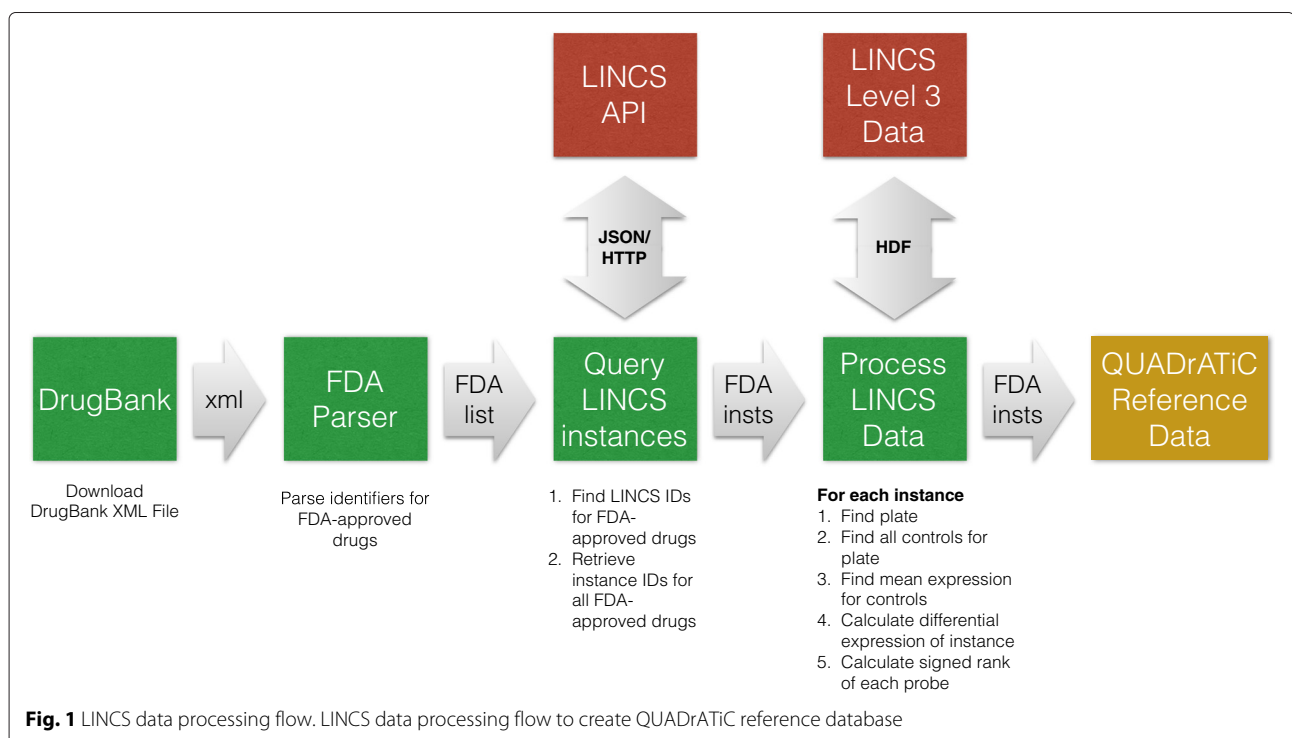 LINCS
API
LINCS
Level 3
Data
JSON/
HTTP
HDF
DrugBank
xml
FDA
Parser
FDA
list
Query
LINCS
instances
FDA
insts
Process
LINCS
Data
FDA
insts
QUADrATiC
Reference
Data
Download
DrugBank XML File
Parse identifiers for
FDA-approved
drugs
1. Find LINCS IDs
for FDA-
approved drugs
2. Retrieve
instance IDs for
all FDA-
approved drugs
For each instance
1. Find plate
2. Find all controls for
plate
3. Find mean expression
for controls
4. Calculate differential
expression of instance
5. Calculate signed rank
of each probe
Fig. 1 LINCS data processing flow. LINCS data processing flow to create QUADrATiC reference database